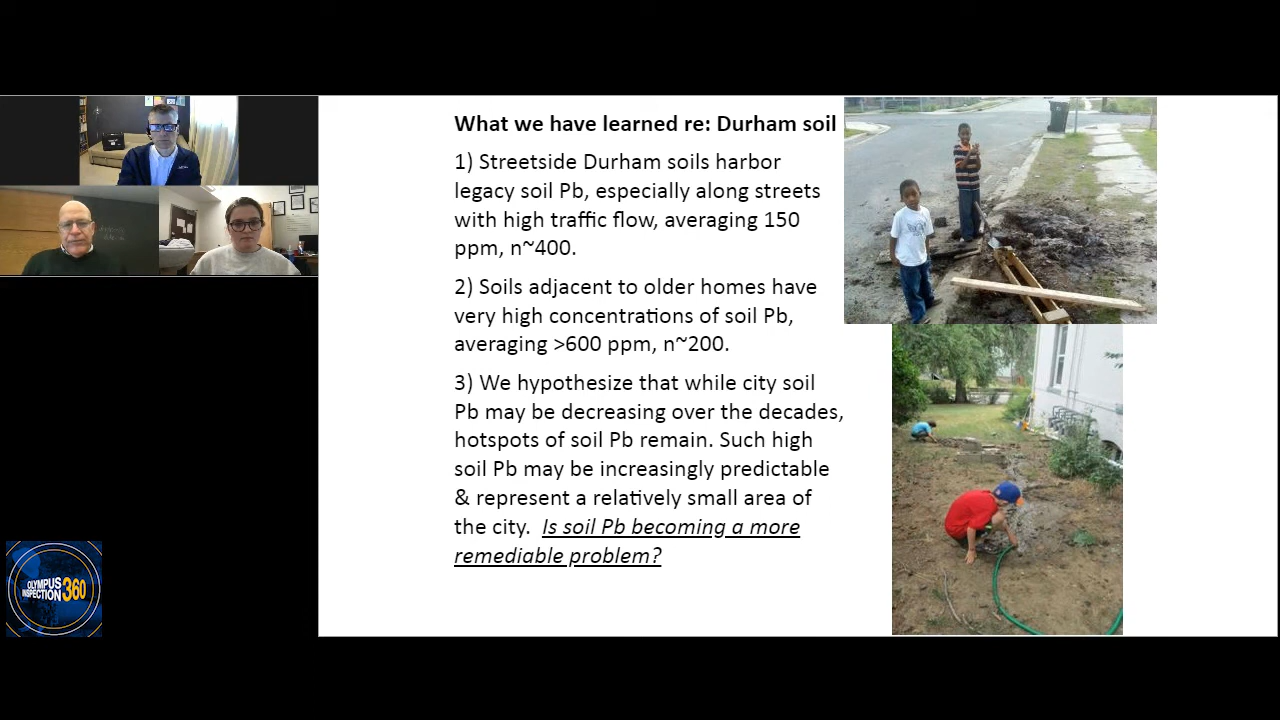 What we have learned re: Durham soil
1) Streetside Durham soils harbor
legacy soil Pb, especially along streets
with high traffic flow, averaging 150
ppm, n~400.
2) Soils adjacent to older homes have
very high concentrations of soil Pb,
averaging >600 ppm, n~200.
3) We hypothesize that while city soil
Pb may be decreasing over the decades,
hotspots of soil Pb remain. Such high
soil Pb may be increasingly predictable
& represent a relatively small area of
the city. Is soil Pb becoming a more
remediable problem?
OLYMPUS
INSPECTION 360